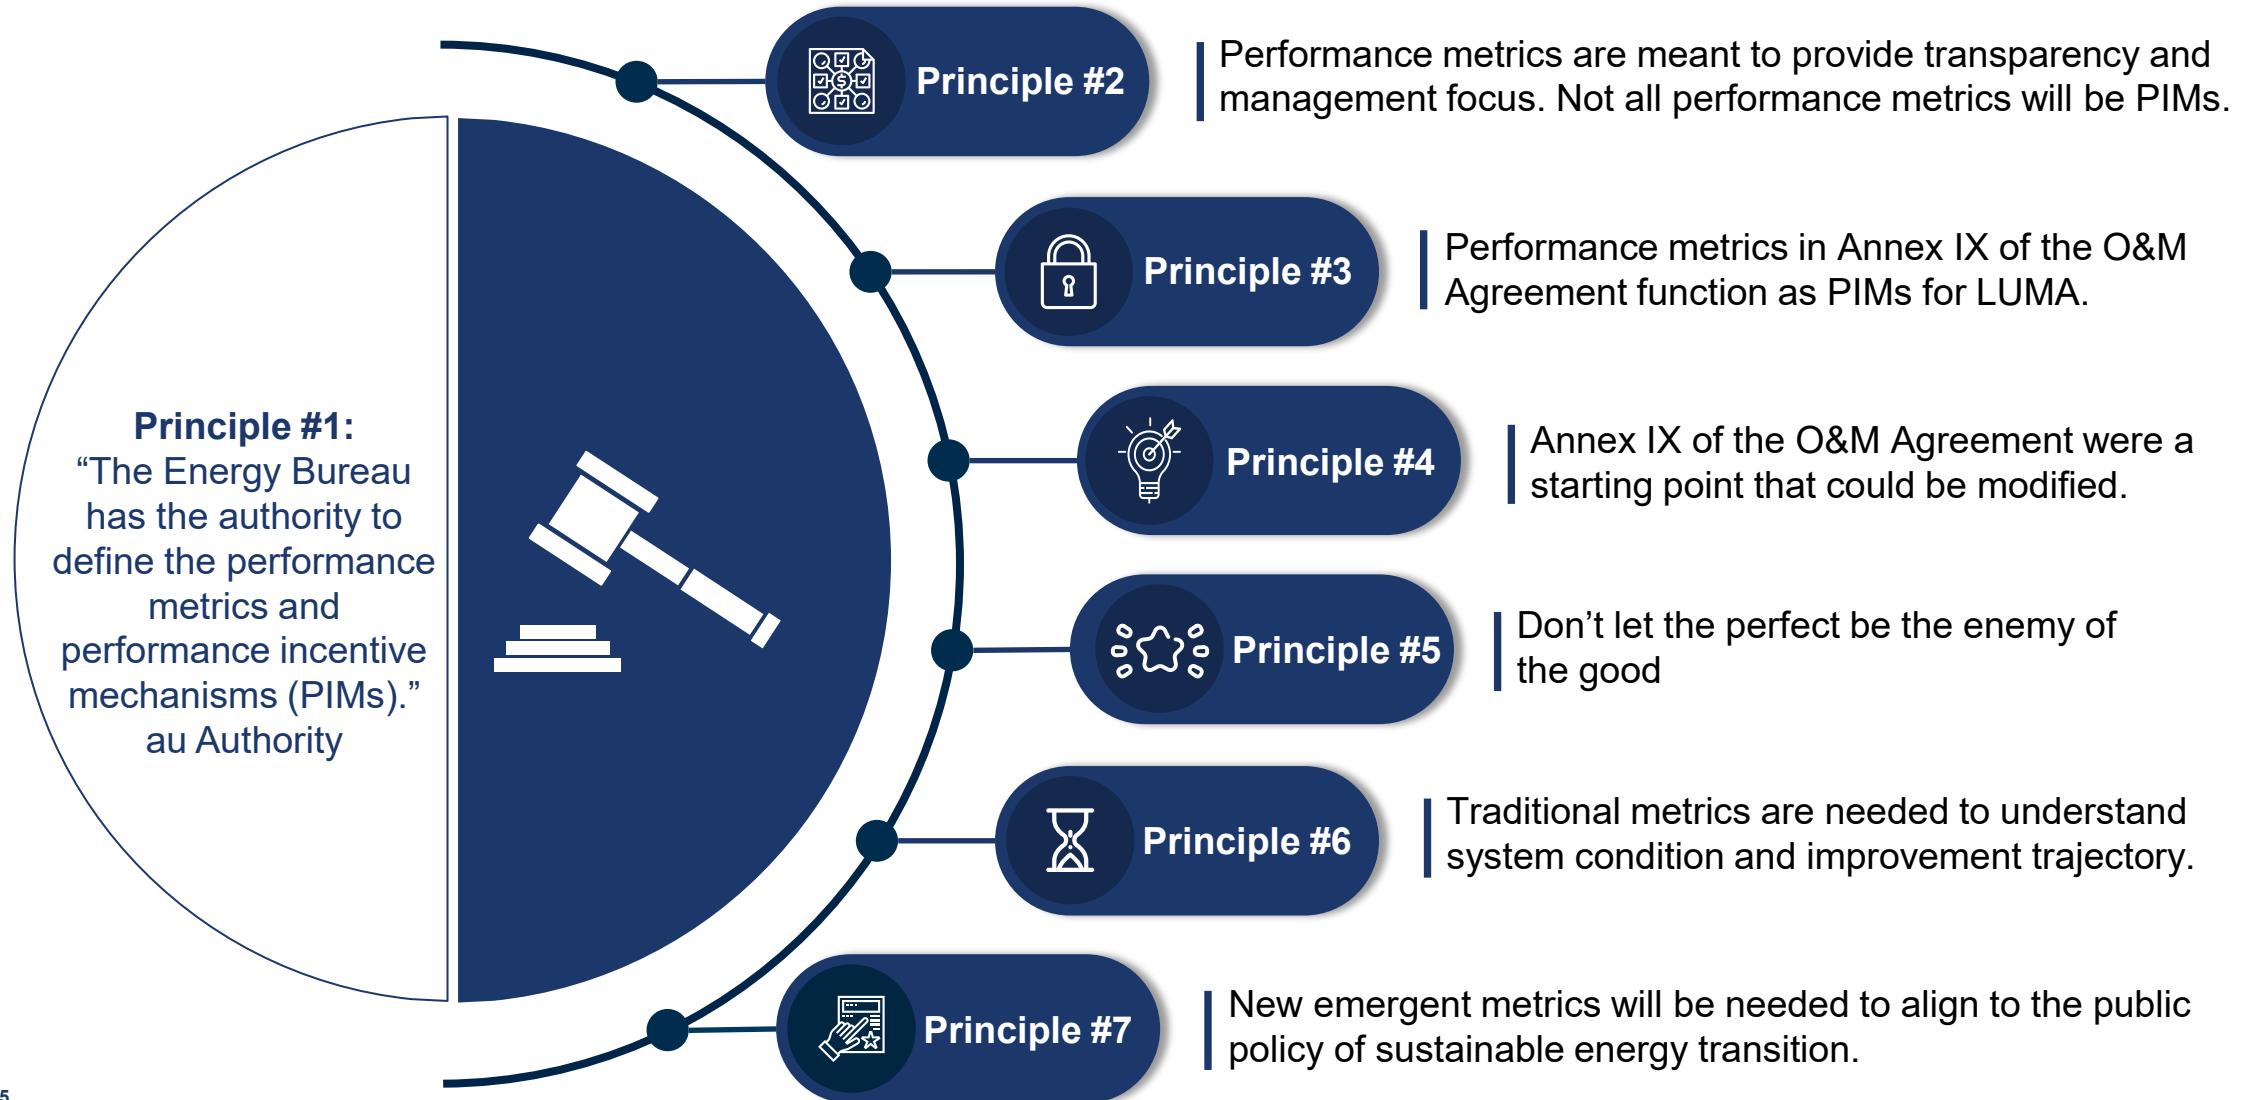 Principle #1:
“The Energy Bureau
has the authority to
define the performance
metrics and
performance incentive
mechanisms (PIMs).”
au Authority
Principle #2
Performance metrics are meant to provide transparency and
management focus. Not all performance metrics will be PIMs.
Principle #3
Performance metrics in Annex IX of the O&M
Agreement function as PIMs for LUMA.
Principle #4
Annex IX of the O&M Agreement were a
starting point that could be modified.
Principle #5
Don’t let the perfect be the enemy of
the good
Principle #6
Traditional metrics are needed to understand
system condition and improvement trajectory.
Principle #7
New emergent metrics will be needed to align to the public
policy of sustainable energy transition.
5